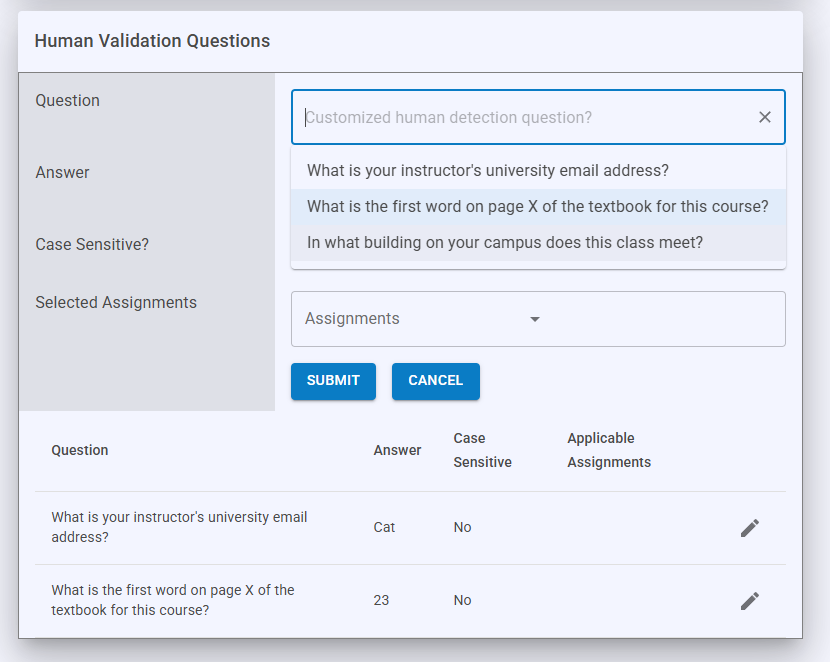 Human Validation Questions
Question
Customized human detection question?
What is your instructor's university email address?
Answer
What is the first word on page X of the textbook for this course?
Case Sensitive?
In what building on your campus does this class meet?
Selected Assignments
Assignments
SUBMIT
CANCEL
Question
Answer
Case
Sensitive
Applicable
Assignments
What is your instructor's university email
address?
Cat
No
What is the first word on page X of the
textbook for this course?
23
No